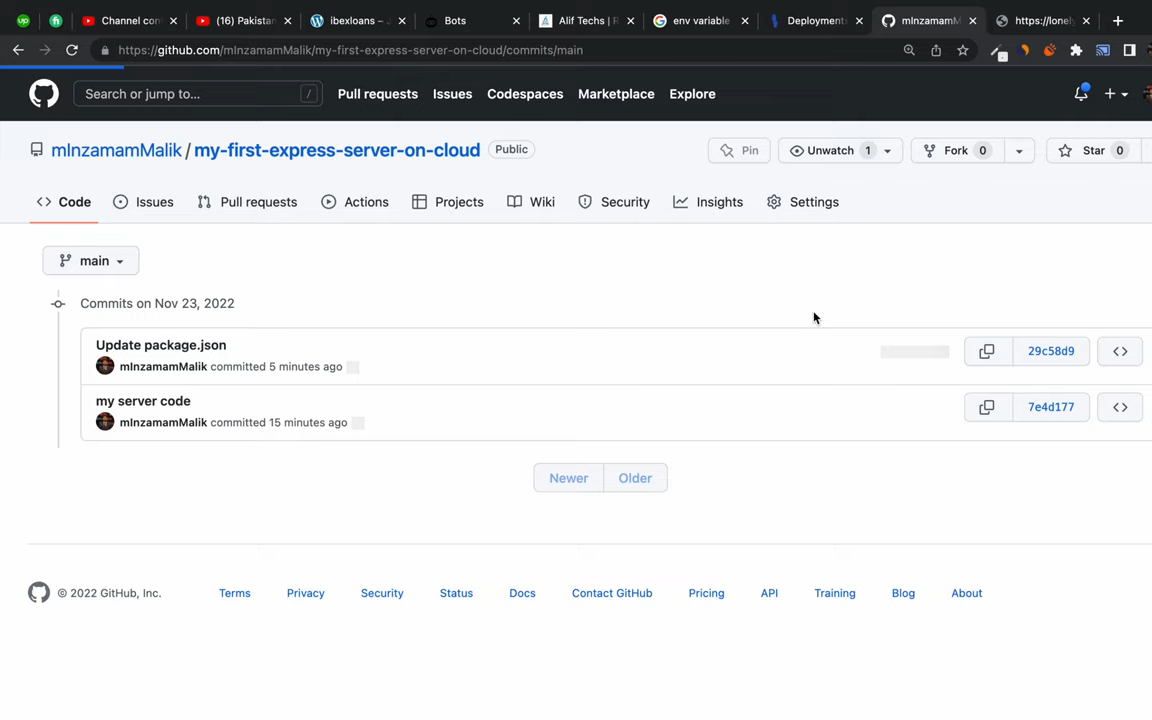 Channel con
(16) Pakistan
ibexloans – J
Bots
Alif Techs | R
env variable
Deployments
mInzamamM
https://lonely
https://github.com/mInzamamMalik/my-first-express-server-on-cloud/commits/main
Search or jump to... /
Pull requests
Issues
Codespaces
Marketplace
Explore
mInzamamMalik / my-first-express-server-on-cloud Public
Pin
Unwatch 1
Fork 0
Star 0
Code
Issues
Pull requests
Actions
Projects
Wiki
Security
Insights
Settings
main
Commits on Nov 23, 2022
Update package.json
mInzamamMalik committed 5 minutes ago
29c58d9
my server code
mInzamamMalik committed 15 minutes ago
7e4d177
Newer
Older
© 2022 GitHub, Inc.
Terms
Privacy
Security
Status
Docs
Contact GitHub
Pricing
API
Training
Blog
About